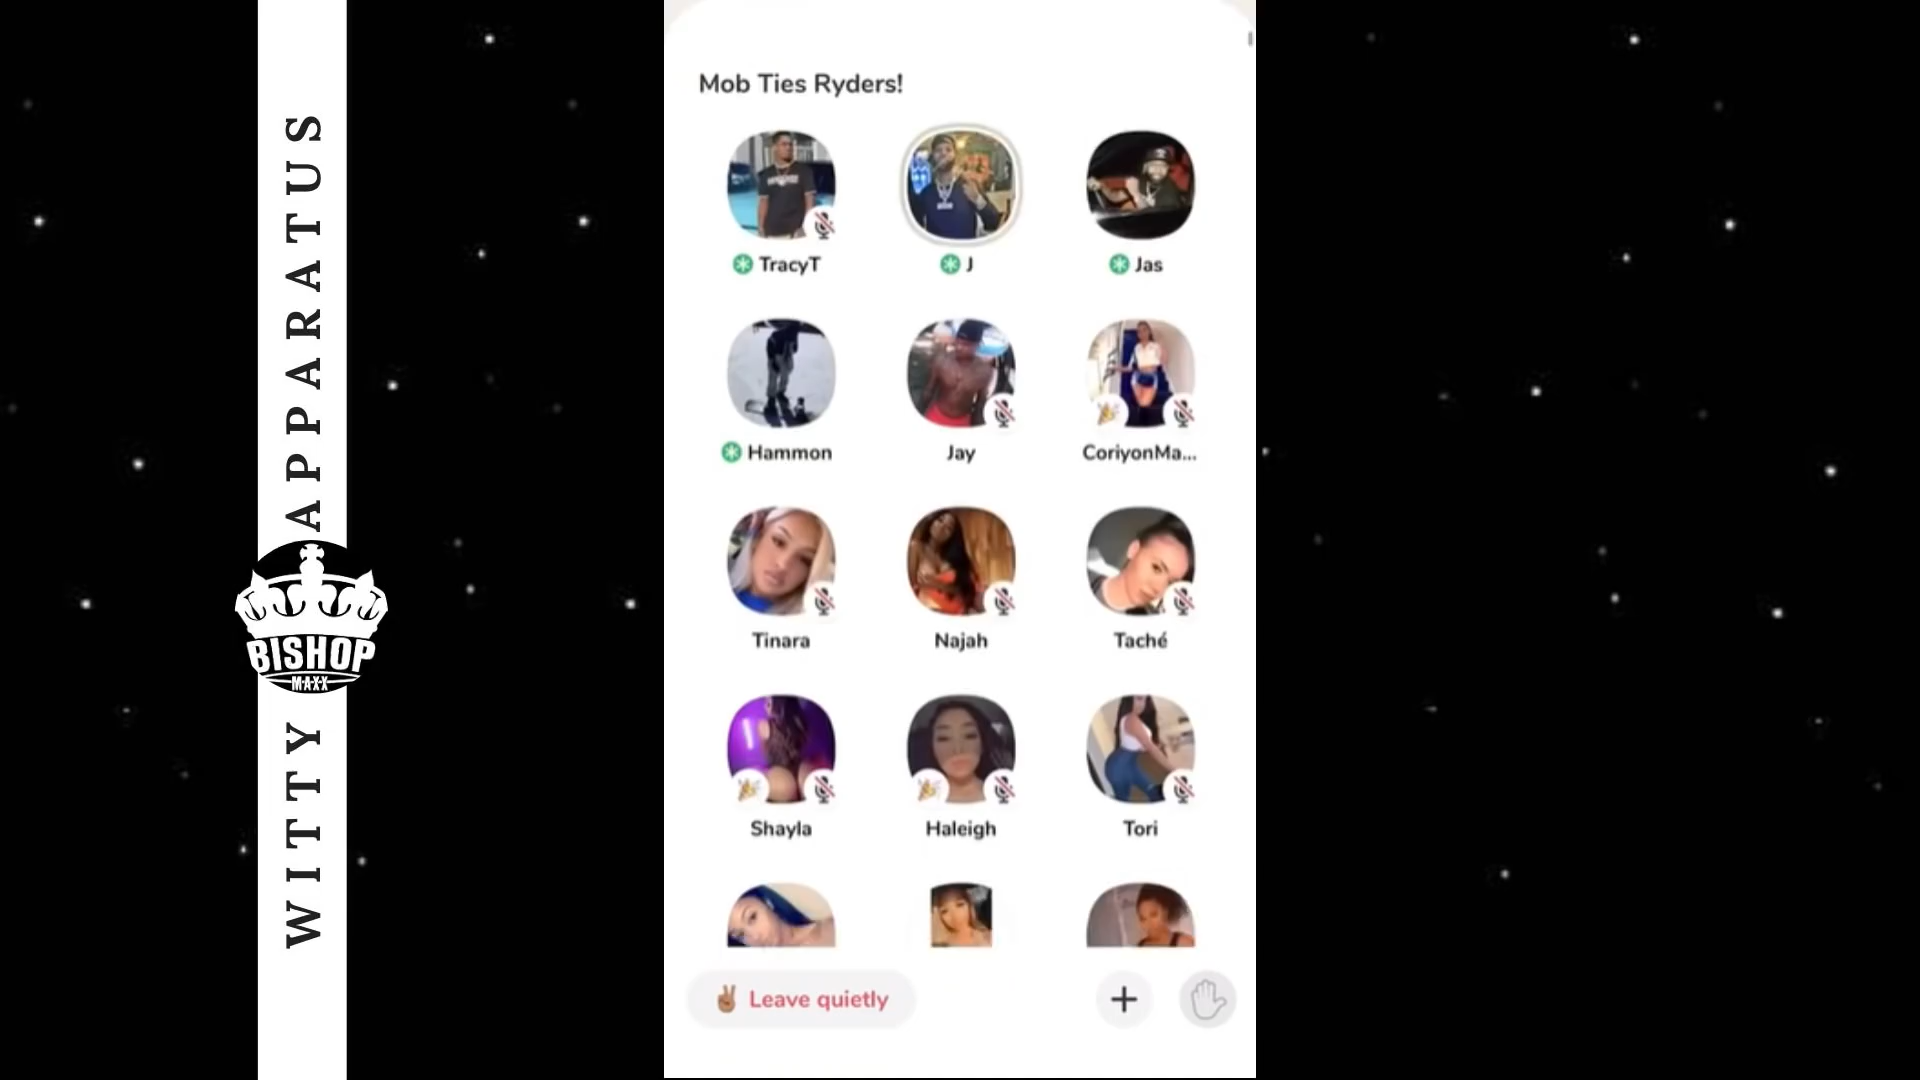 WITTY APPARATUS
BISHOP
MAXX
Mob Ties Ryders!
TracyT
J
Jas
Hammon
Jay
CoriyonMa...
Tinara
Najah
Taché
Shayla
Haleigh
Tori
Leave quietly